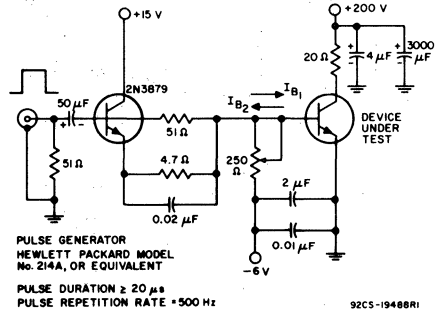 +15 V
+200 V
20 Ω
4 µF
3000 µF
2N3879
50 µF
+ -
51 Ω
IB1
IB2
DEVICE UNDER TEST
51 Ω
4.7 Ω
250 Ω
0.02 µF
2 µF
0.01 µF
-6V
PULSE GENERATOR
HEWLETT PACKARD MODEL
No. 214A, OR EQUIVALENT
PULSE DURATION ≥ 20 µs
PULSE REPETITION RATE = 500 Hz
92CS-19488R1